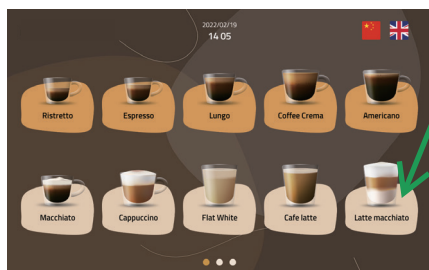 2022/02/19
14 05
Ristretto
Espresso
Lungo
Coffee Crema
Americano
Macchiato
Cappuccino
Flat White
Cafe latte
Latte macchiato